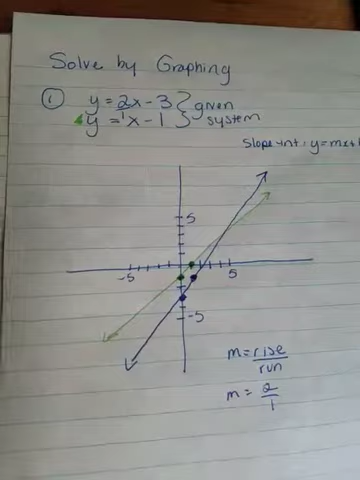 Solve by Graphing
① y = 2x - 3 } given
y = 1x - 1 } system
Slope-int: y = mx+
5
-5 5
-5
m = rise/run
m = 2/1